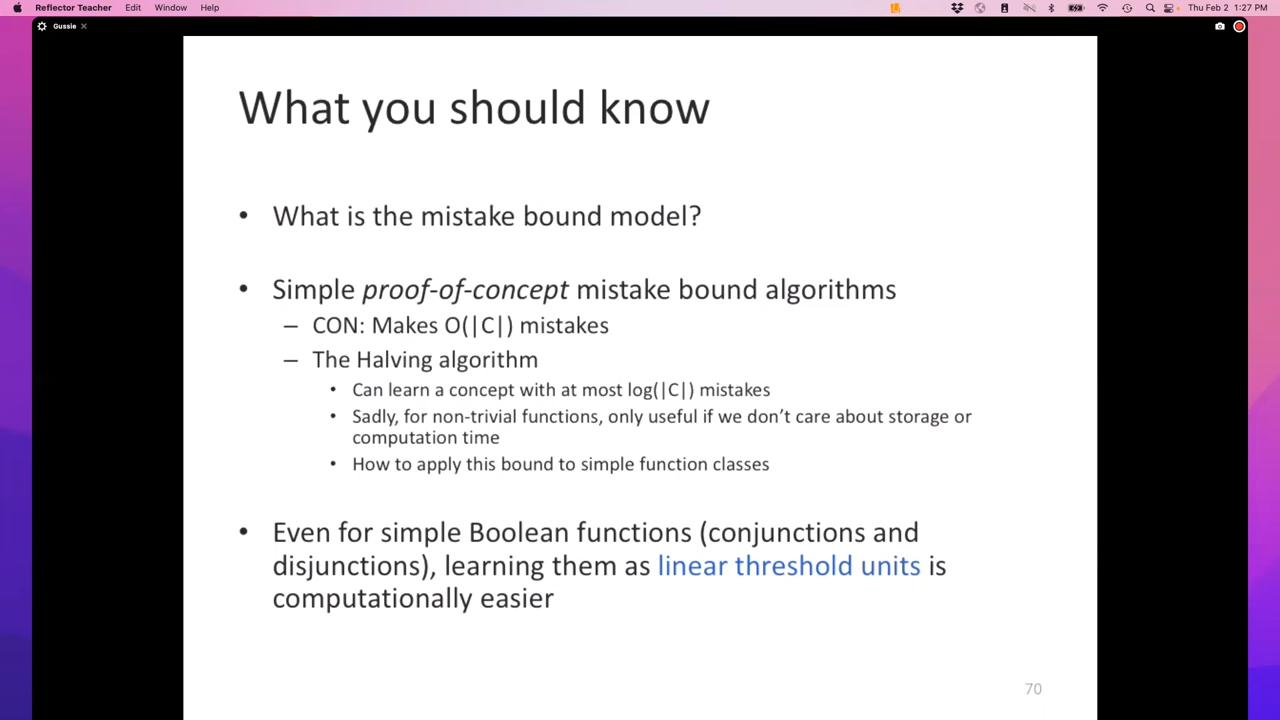 Reflector Teacher Edit Window Help Thu Feb 2 1:27 PM
Gussie
What you should know
• What is the mistake bound model?
• Simple proof-of-concept mistake bound algorithms
– CON: Makes O(|C|) mistakes
– The Halving algorithm
• Can learn a concept with at most log(|C|) mistakes
• Sadly, for non-trivial functions, only useful if we don’t care about storage or
computation time
• How to apply this bound to simple function classes
• Even for simple Boolean functions (conjunctions and
disjunctions), learning them as linear threshold units is
computationally easier
70